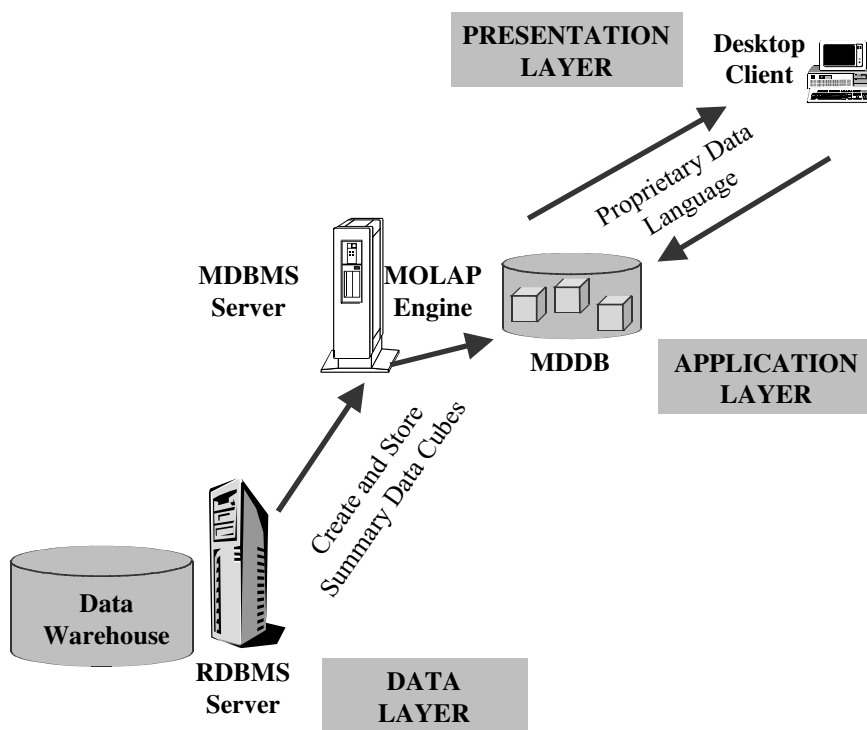 PRESENTATION
LAYER
Desktop
Client
Proprietary Data
Language
MDBMS
Server
MOLAP
Engine
MDDB
APPLICATION
LAYER
Create and Store
Summary Data Cubes
Data
Warehouse
RDBMS
Server
DATA
LAYER